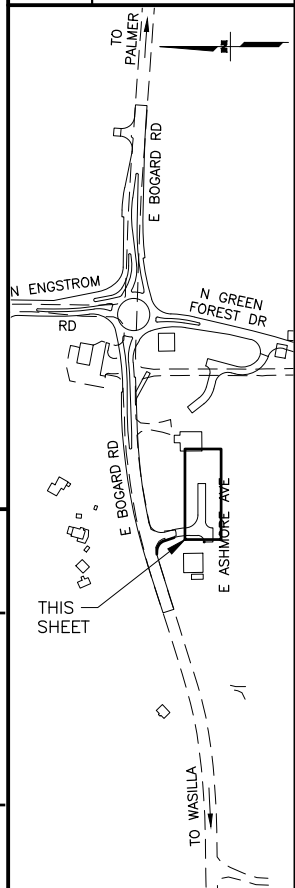 TO
PALMER
E BOGARD RD
N ENGSTROM
RD
N GREEN
FOREST DR
E BOGARD RD
E ASHMORE AVE
THIS
SHEET
TO WASILLA